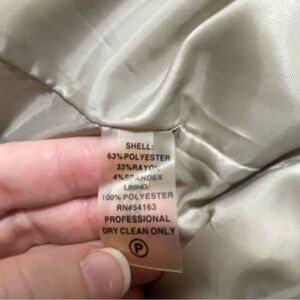 SHELL:
63%POLYESTER
33%RAYON
4%SPANDEX
LINING:
100%POLYESTER
RN#54163
PROFESSIONAL
DRY CLEAN ONLY
P